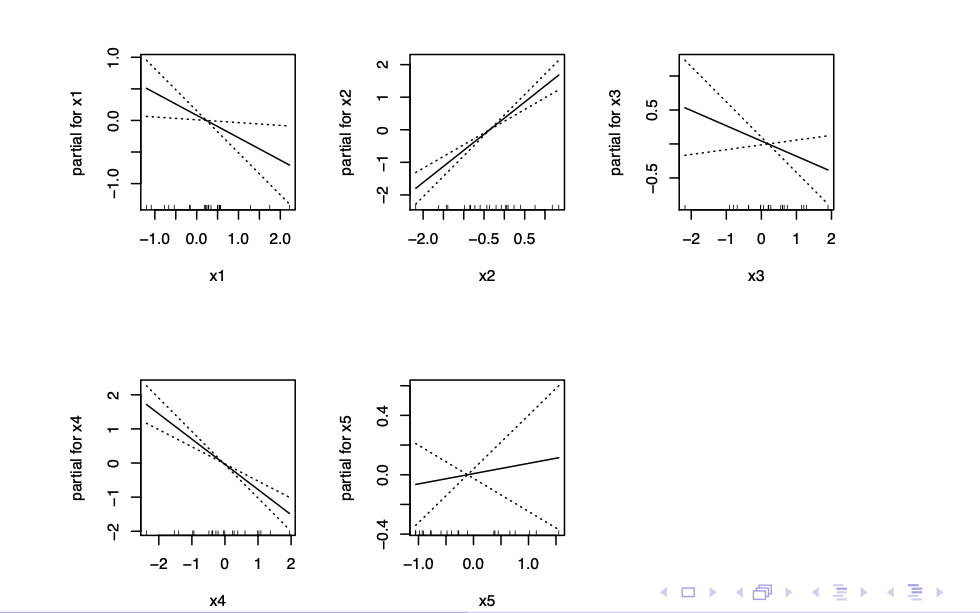 partial for x1
1.0
0.0
−1.0
−1.0 0.0 1.0 2.0
x1
partial for x2
2
1
0
−1
−2
−2.0 −0.5 0.5
x2
partial for x3
0.5
−0.5
−2 −1 0 1 2
x3
partial for x4
2
1
0
−1
−2
−2 −1 0 1 2
x4
partial for x5
0.4
0.0
−0.4
−1.0 0.0 1.0
x5